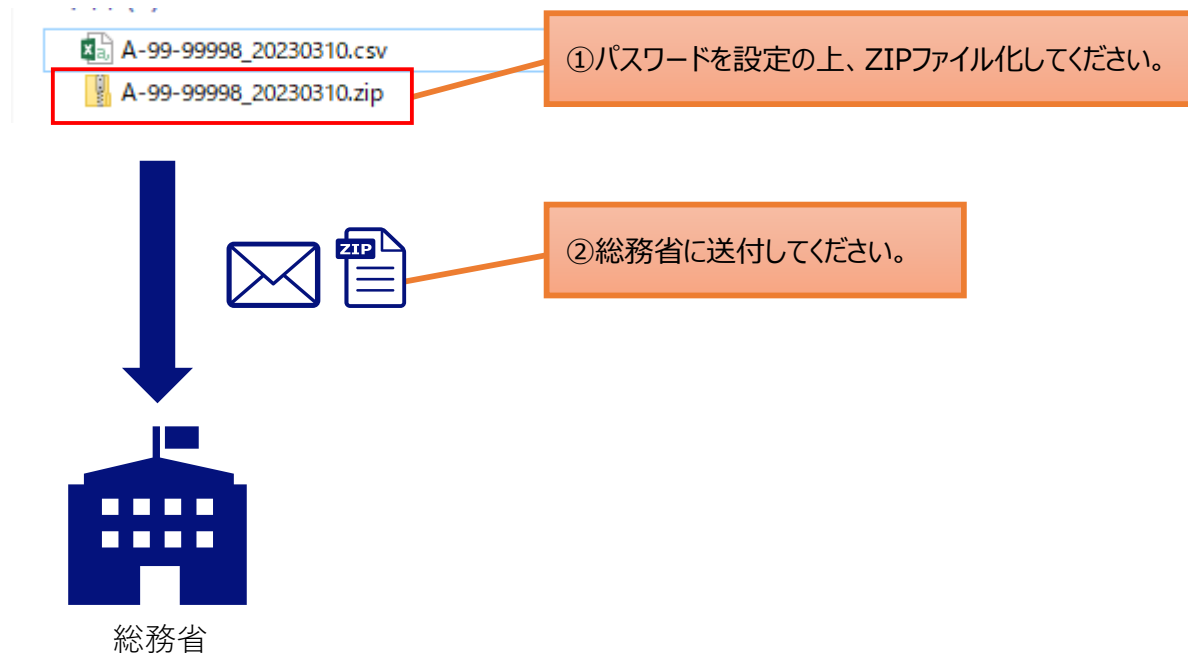 A-99-99998_20230310.csv
①パスワードを設定の上、ZIPファイル化してください。
A-99-99998_20230310.zip
ZIP
②総務省に送付してください。
総務省